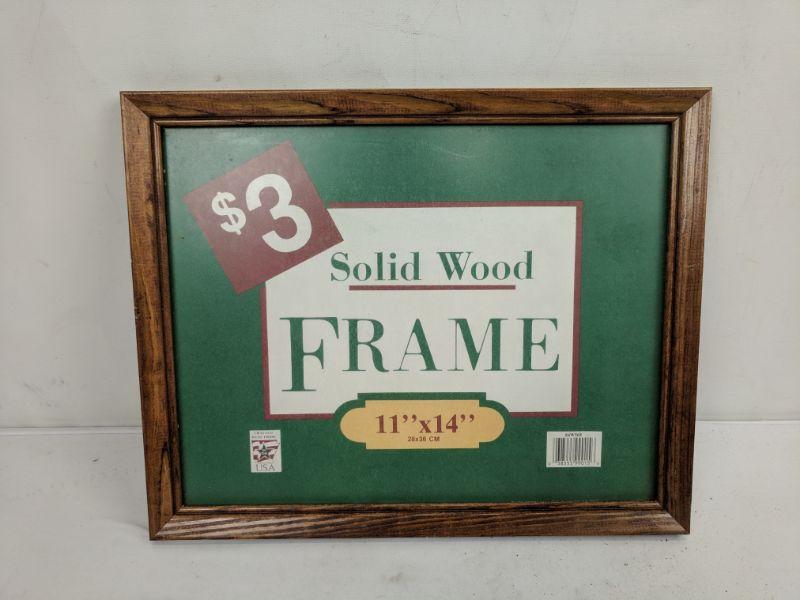 $3
Solid Wood
FRAME
11”x14”
28x36 CM
USA